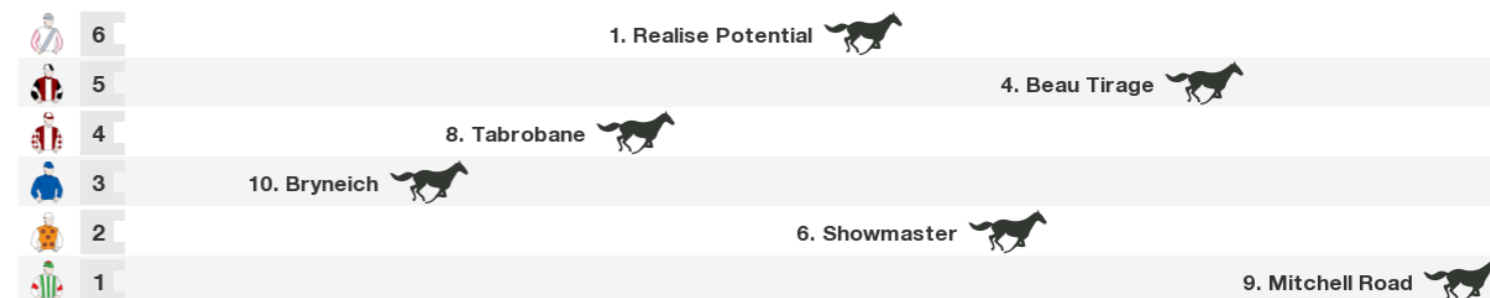 6 1. Realise Potential
5 4. Beau Tirage
4 8. Tabrobane
3 10. Bryneich
2 6. Showmaster
1 9. Mitchell Road